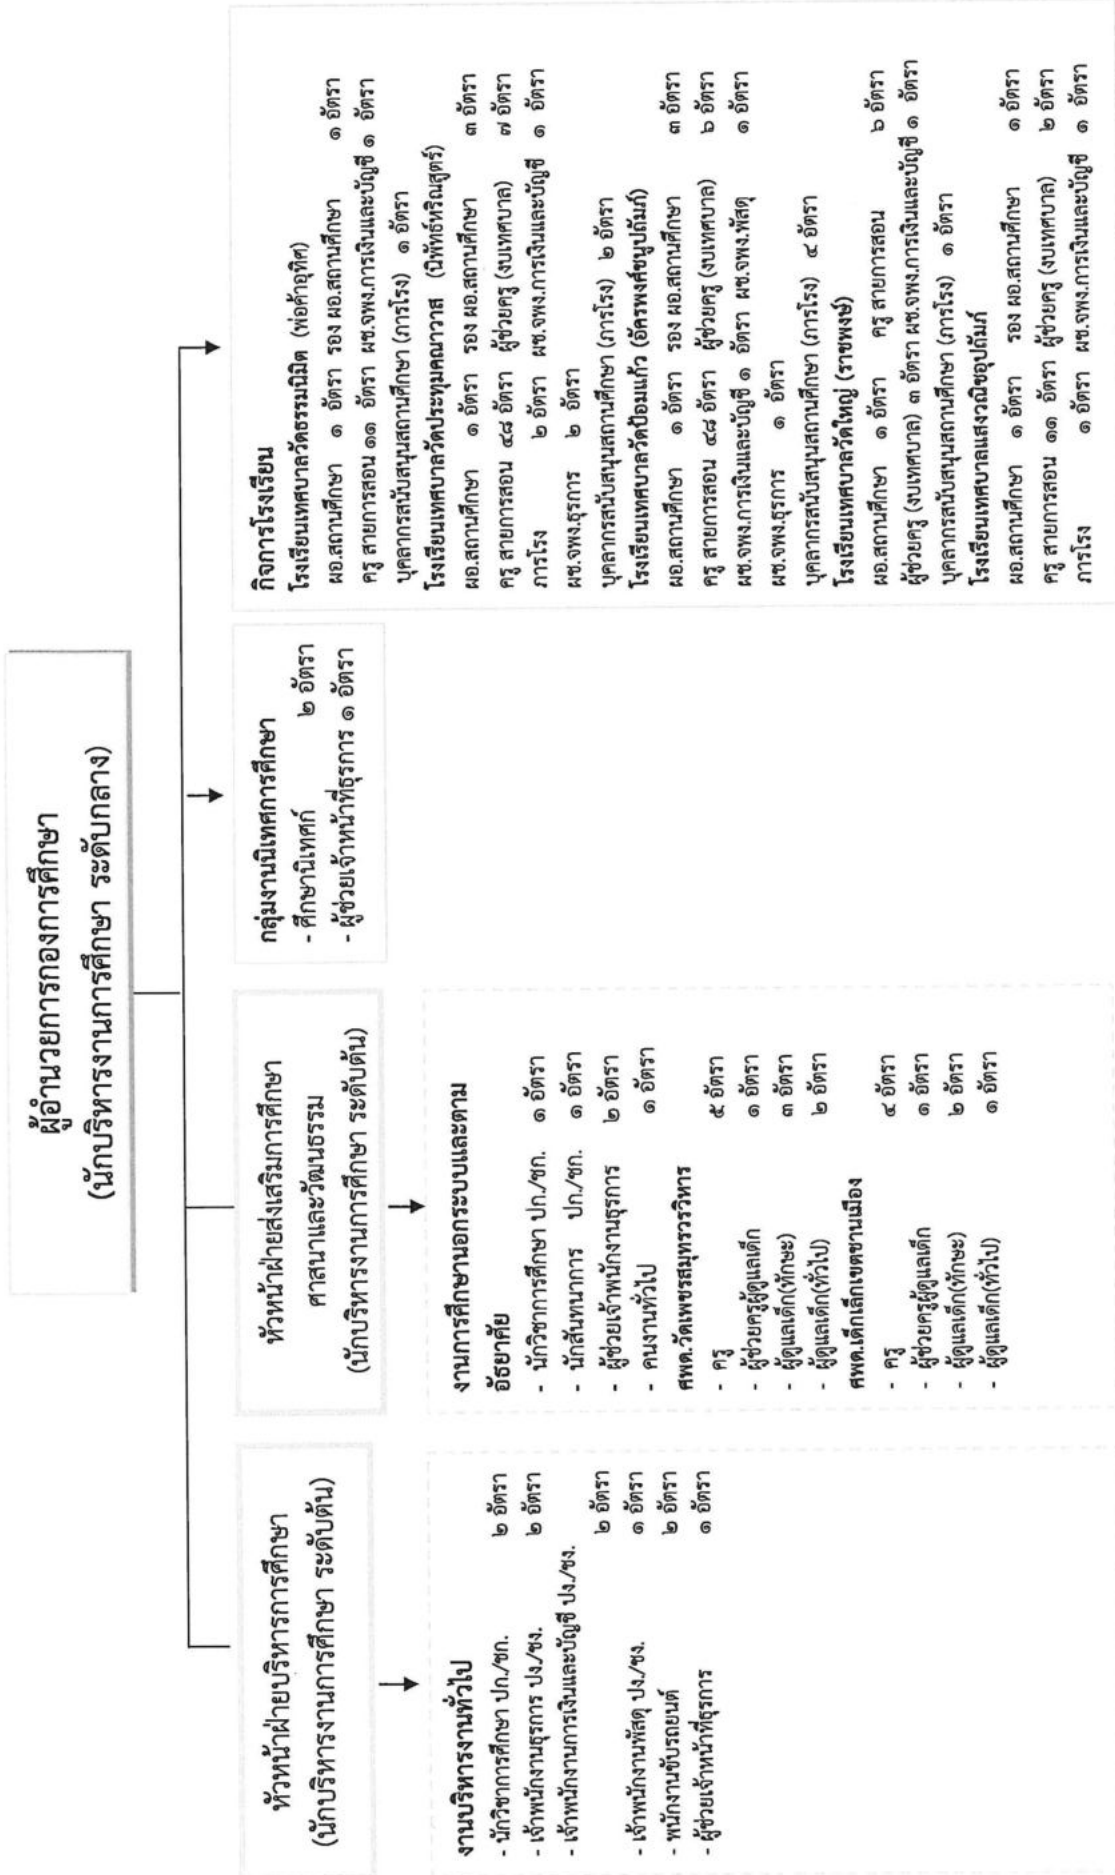 ผู้อำนวยการกองการศึกษา
(นักบริหารงานการศึกษา ระดับกลาง)
หัวหน้าฝ่ายบริหารการศึกษา
(นักบริหารงานการศึกษา ระดับต้น)
งานบริหารงานทั่วไป
- นักวิชาการศึกษา ปก./ชก. ๒ อัตรา
- เจ้าพนักงานธุรการ ปง./ชง. ๒ อัตรา
- เจ้าพนักงานการเงินและบัญชี ปง./ชง.
๒ อัตรา
- เจ้าพนักงานพัสดุ ปง./ชง. ๑ อัตรา
- พนักงานขับรถยนต์ ๒ อัตรา
- ผู้ช่วยเจ้าหน้าที่ธุรการ ๑ อัตรา
หัวหน้าฝ่ายส่งเสริมการศึกษา
ศาสนาและวัฒนธรรม
(นักบริหารงานการศึกษา ระดับต้น)
งานการศึกษานอกระบบและตาม
อัธยาศัย
- นักวิชาการศึกษา ปก./ชก. ๑ อัตรา
- นักสันทนาการ ปก./ชก. ๑ อัตรา
- ผู้ช่วยเจ้าพนักงานธุรการ ๒ อัตรา
- คนงานทั่วไป ๑ อัตรา
ศพด.วัดเพชรสมุทรวรวิหาร
- ครู ๕ อัตรา
- ผู้ช่วยครูผู้ดูแลเด็ก ๑ อัตรา
- ผู้ดูแลเด็ก(ทักษะ) ๓ อัตรา
- ผู้ดูแลเด็ก(ทั่วไป) ๒ อัตรา
ศพด.เด็กเล็กเขตชานเมือง
- ครู ๔ อัตรา
- ผู้ช่วยครูผู้ดูแลเด็ก ๑ อัตรา
- ผู้ดูแลเด็ก(ทักษะ) ๒ อัตรา
- ผู้ดูแลเด็ก(ทั่วไป) ๑ อัตรา
กลุ่มงานนิเทศการศึกษา
- ศึกษานิเทศก์ ๒ อัตรา
- ผู้ช่วยเจ้าหน้าที่ธุรการ ๑ อัตรา
กิจการโรงเรียน
โรงเรียนเทศบาลวัดธรรมนิมิต (พ่อค้าอุทิศ)
ผอ.สถานศึกษา ๑ อัตรา รอง ผอ.สถานศึกษา ๑ อัตรา
ครู สายการสอน ๑๑ อัตรา ผช.จพง.การเงินและบัญชี ๑ อัตรา
บุคลากรสนับสนุนสถานศึกษา (ภารโรง) ๑ อัตรา
โรงเรียนเทศบาลวัดประทุมคณาวาส (นิพัทธ์หริณสูตร์)
ผอ.สถานศึกษา ๑ อัตรา รอง ผอ.สถานศึกษา ๓ อัตรา
ครู สายการสอน ๔๘ อัตรา ผู้ช่วยครู (งบเทศบาล) ๗ อัตรา
ภารโรง ๒ อัตรา ผช.จพง.การเงินและบัญชี ๑ อัตรา
ผช.จพง.ธุรการ ๒ อัตรา
บุคลากรสนับสนุนสถานศึกษา (ภารโรง) ๒ อัตรา
โรงเรียนเทศบาลวัดป้อมแก้ว (อัครพงศ์ชนูปถัมภ์)
ผอ.สถานศึกษา ๑ อัตรา รอง ผอ.สถานศึกษา ๓ อัตรา
ครู สายการสอน ๔๘ อัตรา ผู้ช่วยครู (งบเทศบาล) ๖ อัตรา
ผช.จพง.การเงินและบัญชี ๑ อัตรา ผช.จพง.พัสดุ ๑ อัตรา
ผช.จพง.ธุรการ ๑ อัตรา
บุคลากรสนับสนุนสถานศึกษา (ภารโรง) ๔ อัตรา
โรงเรียนเทศบาลวัดใหญ่ (ราชพงษ์)
ผอ.สถานศึกษา ๑ อัตรา ครู สายการสอน ๖ อัตรา
ผู้ช่วยครู (งบเทศบาล) ๓ อัตรา ผช.จพง.การเงินและบัญชี ๑ อัตรา
บุคลากรสนับสนุนสถานศึกษา (ภารโรง) ๑ อัตรา
โรงเรียนเทศบาลแสงวณิชอุปถัมภ์
ผอ.สถานศึกษา ๑ อัตรา รอง ผอ.สถานศึกษา ๑ อัตรา
ครู สายการสอน ๑๑ อัตรา ผู้ช่วยครู (งบเทศบาล) ๒ อัตรา
ภารโรง ๑ อัตรา ผช.จพง.การเงินและบัญชี ๑ อัตรา